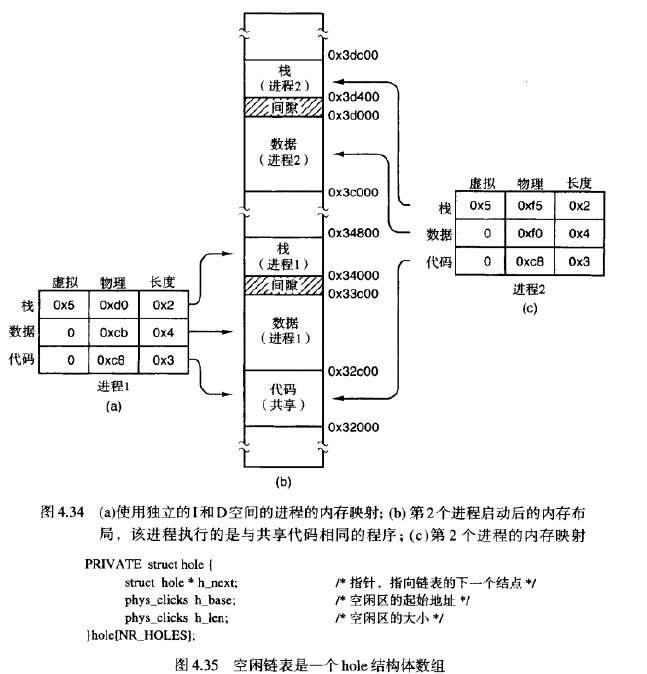 0x3dc00
栈
(进程2)
0x3d400
间隙
0x3d000
数据
(进程2)
0x3c000
虚拟 物理 长度
栈 0x5 0xf5 0x2
数据 0 0xf0 0x4
代码 0 0xc8 0x3
进程2
(c)
0x34800
栈
(进程1)
0x34000
间隙
0x33c00
数据
(进程1)
0x32c00
代码
(共享)
0x32000
(b)
虚拟 物理 长度
栈 0x5 0xd0 0x2
数据 0 0xcb 0x4
代码 0 0xc8 0x3
进程1
(a)
图 4.34 (a)使用独立的I和D空间的进程的内存映射; (b) 第2个进程启动后的内存布
局，该进程执行的是与共享代码相同的程序; (c)第 2 个进程的内存映射
PRIVATE struct hole {
struct hole * h_next; /* 指针，指向链表的下一个结点 */
phys_clicks h_base; /* 空闲区的起始地址 */
phys_clicks h_len; /* 空闲区的大小 */
}hole[NR_HOLES];
图 4.35 空闲链表是一个 hole 结构体数组